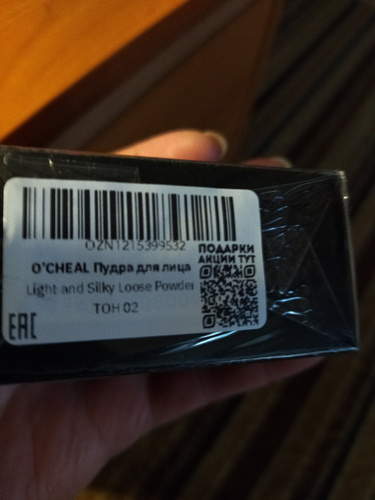 OZN1215399532
ПОДАРКИ
АКЦИИ ТУТ
O'CHEAL Пудра для лица
Light and Silky Loose Powder
ТОН 02
EAC